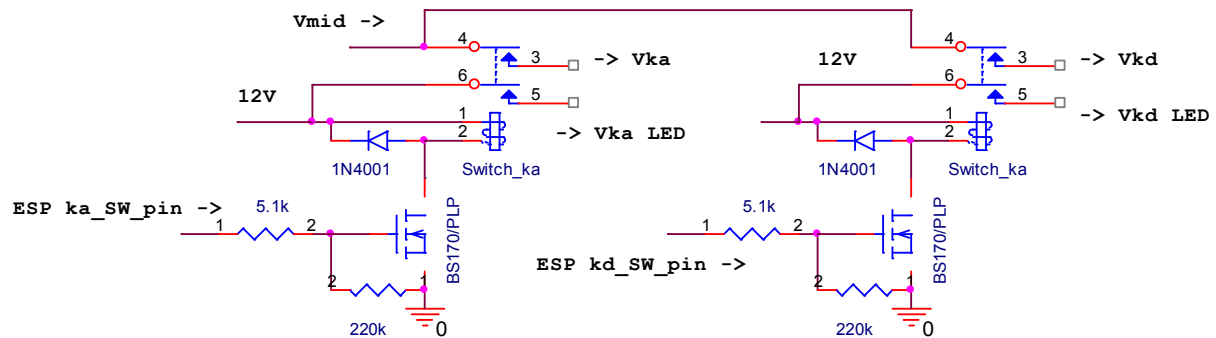 Vmid ->
4
3
-> Vka
6
5
12V
1
2
-> Vka LED
1N4001
Switch_ka
ESP ka_SW_pin ->
1
5.1k
2
BS170/PLP
2
1
220k
0
4
3
-> Vkd
12V
6
5
-> Vkd LED
1
2
1N4001
Switch_ka
ESP kd_SW_pin ->
1
5.1k
2
BS170/PLP
2
1
220k
0